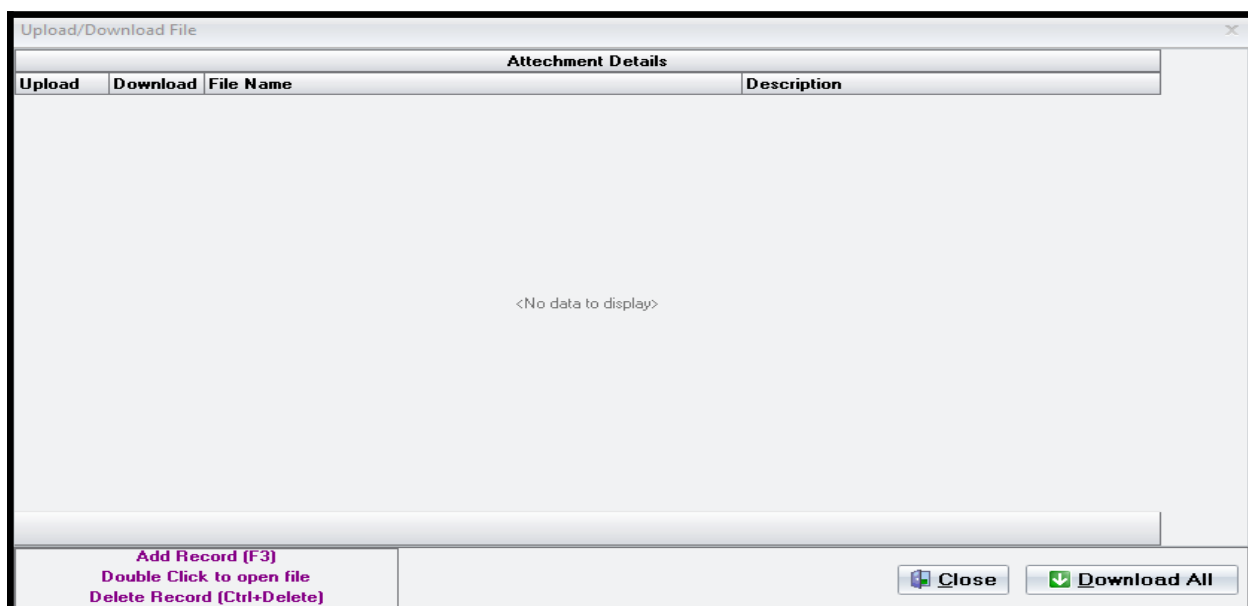 Upload/Download File
Attechment Details
Upload Download File Name Description
<No data to display>
Add Record (F3)
Double Click to open file
Delete Record (Ctrl+Delete)
Close Download All